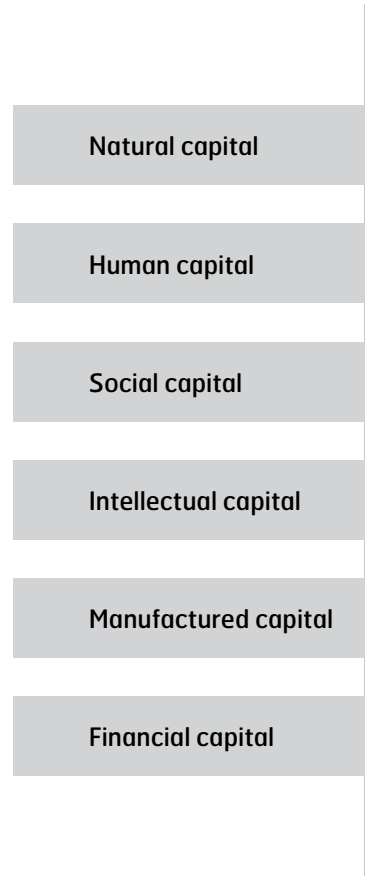 Natural capital
Human capital
Social capital
Intellectual capital
Manufactured capital
Financial capital